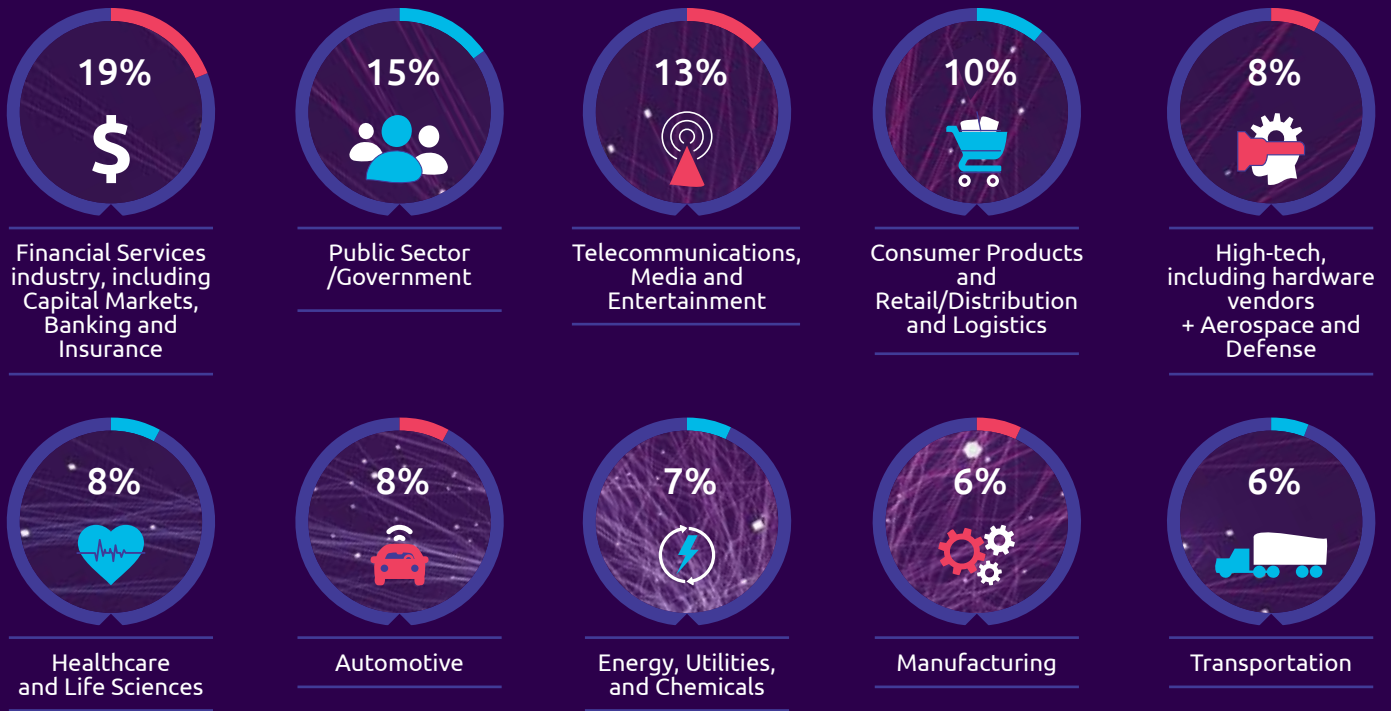 19%
$
Financial Services
industry, including
Capital Markets,
Banking and
Insurance
15%
Public Sector
/Government
13%
Telecommunications,
Media and
Entertainment
10%
Consumer Products
and
Retail/Distribution
and Logistics
8%
High-tech,
including hardware
vendors
+ Aerospace and
Defense
8%
Healthcare
and Life Sciences
8%
Automotive
7%
Energy, Utilities,
and Chemicals
6%
Manufacturing
6%
Transportation